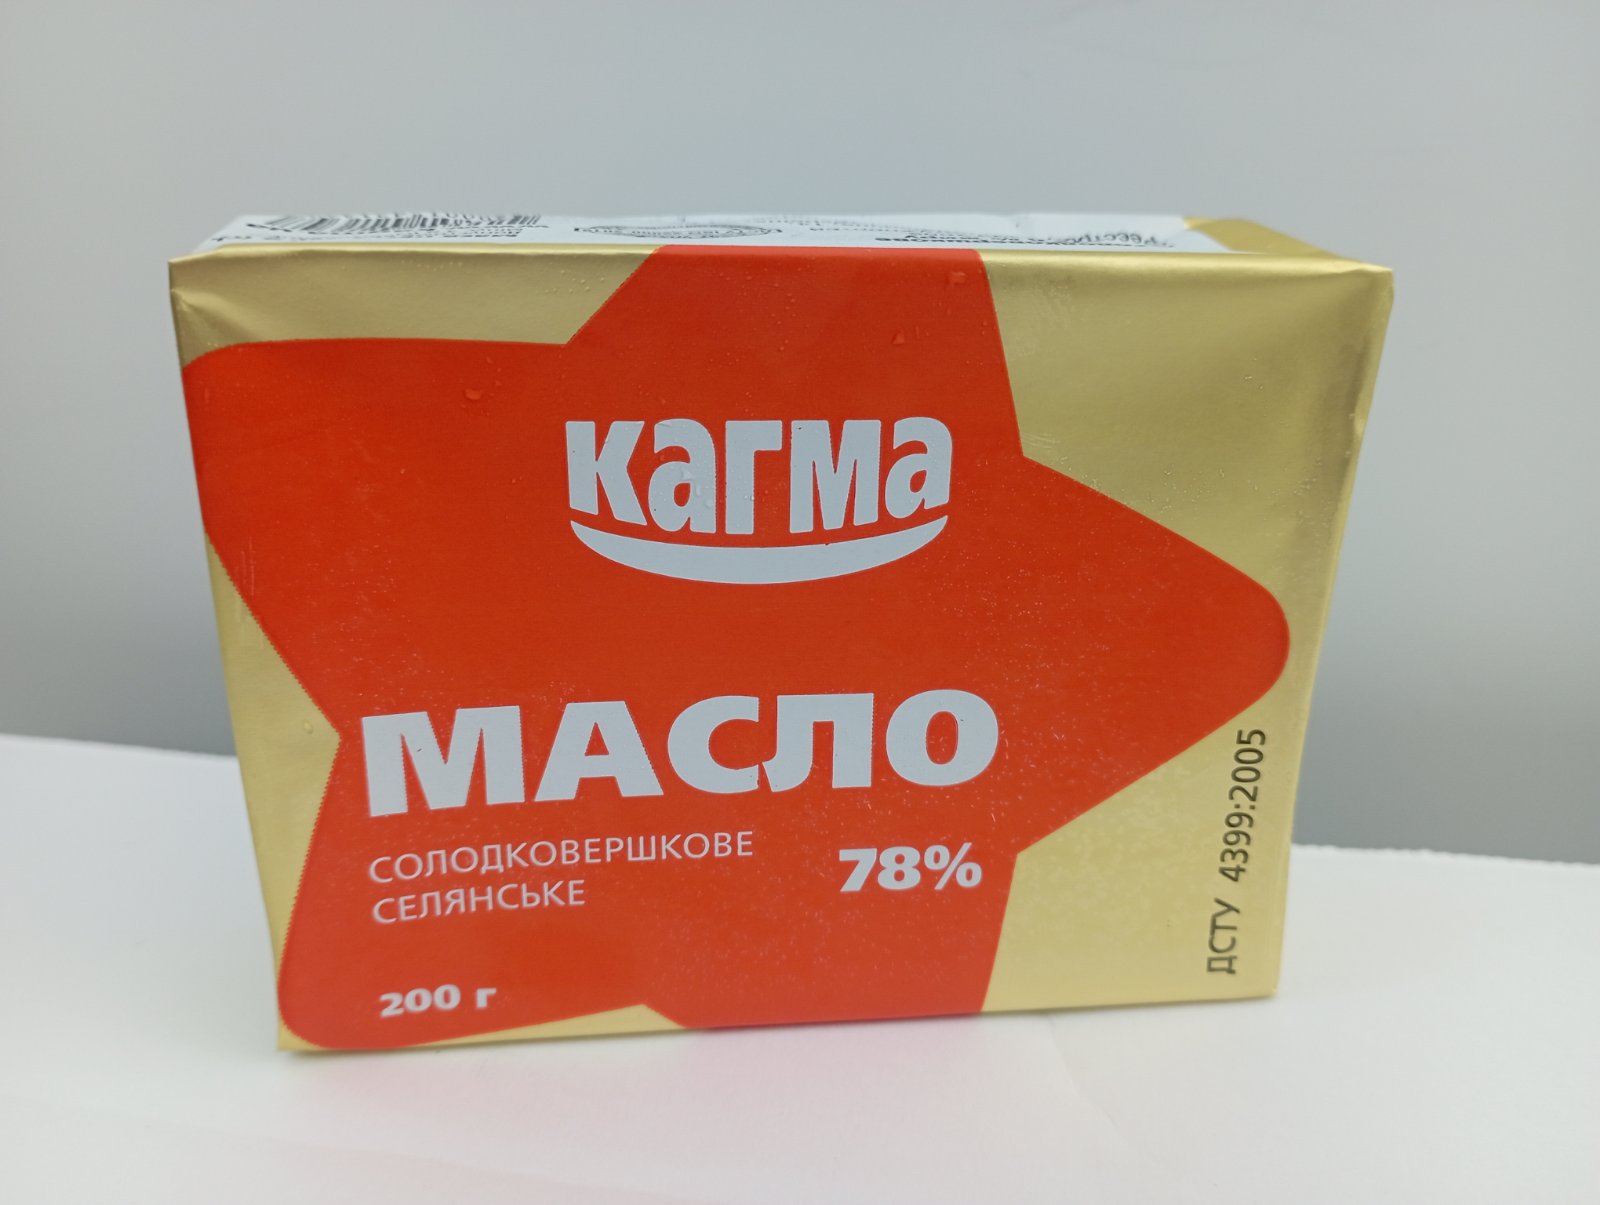 кагма
МАСЛО
СОЛОДКОВЕРШКОВЕ
СЕЛЯНСЬКЕ
78%
200 г
ДСТУ 4399:2005